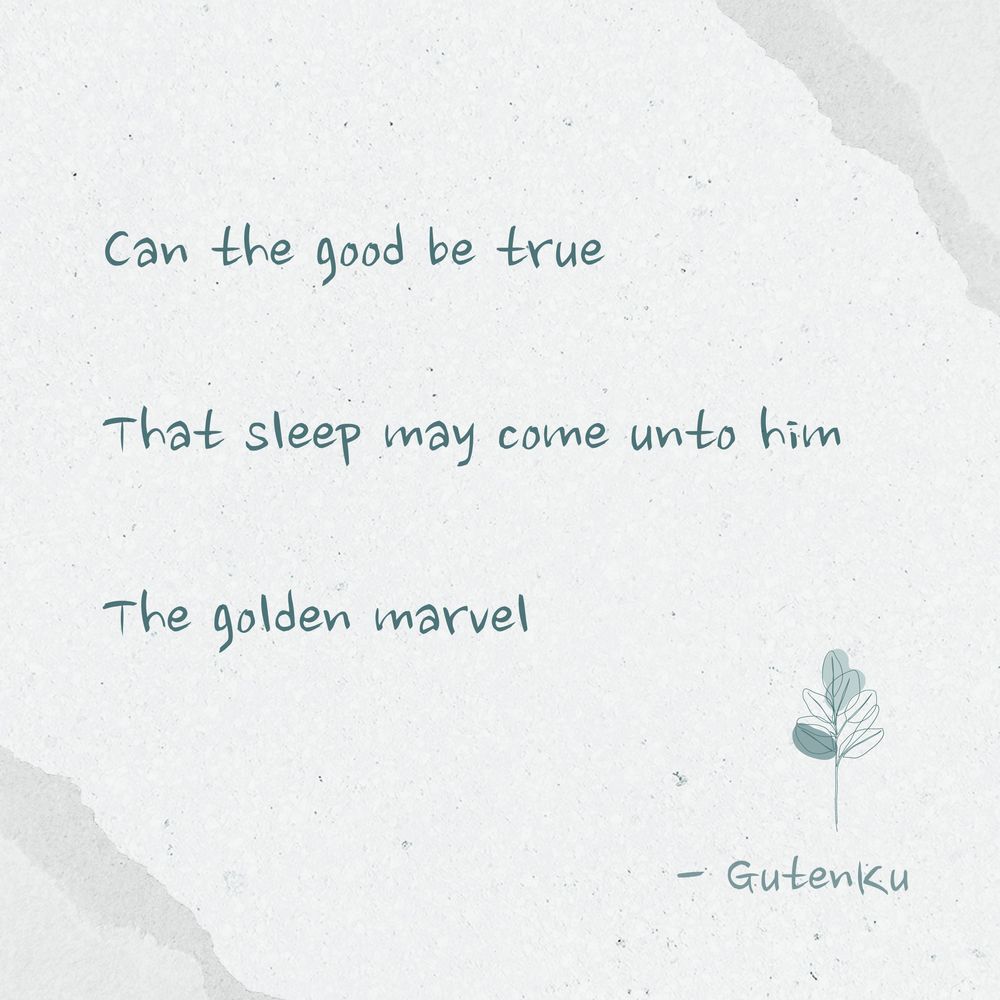 Can the good be true
That sleep may come unto him
The golden marvel
- GutenKu